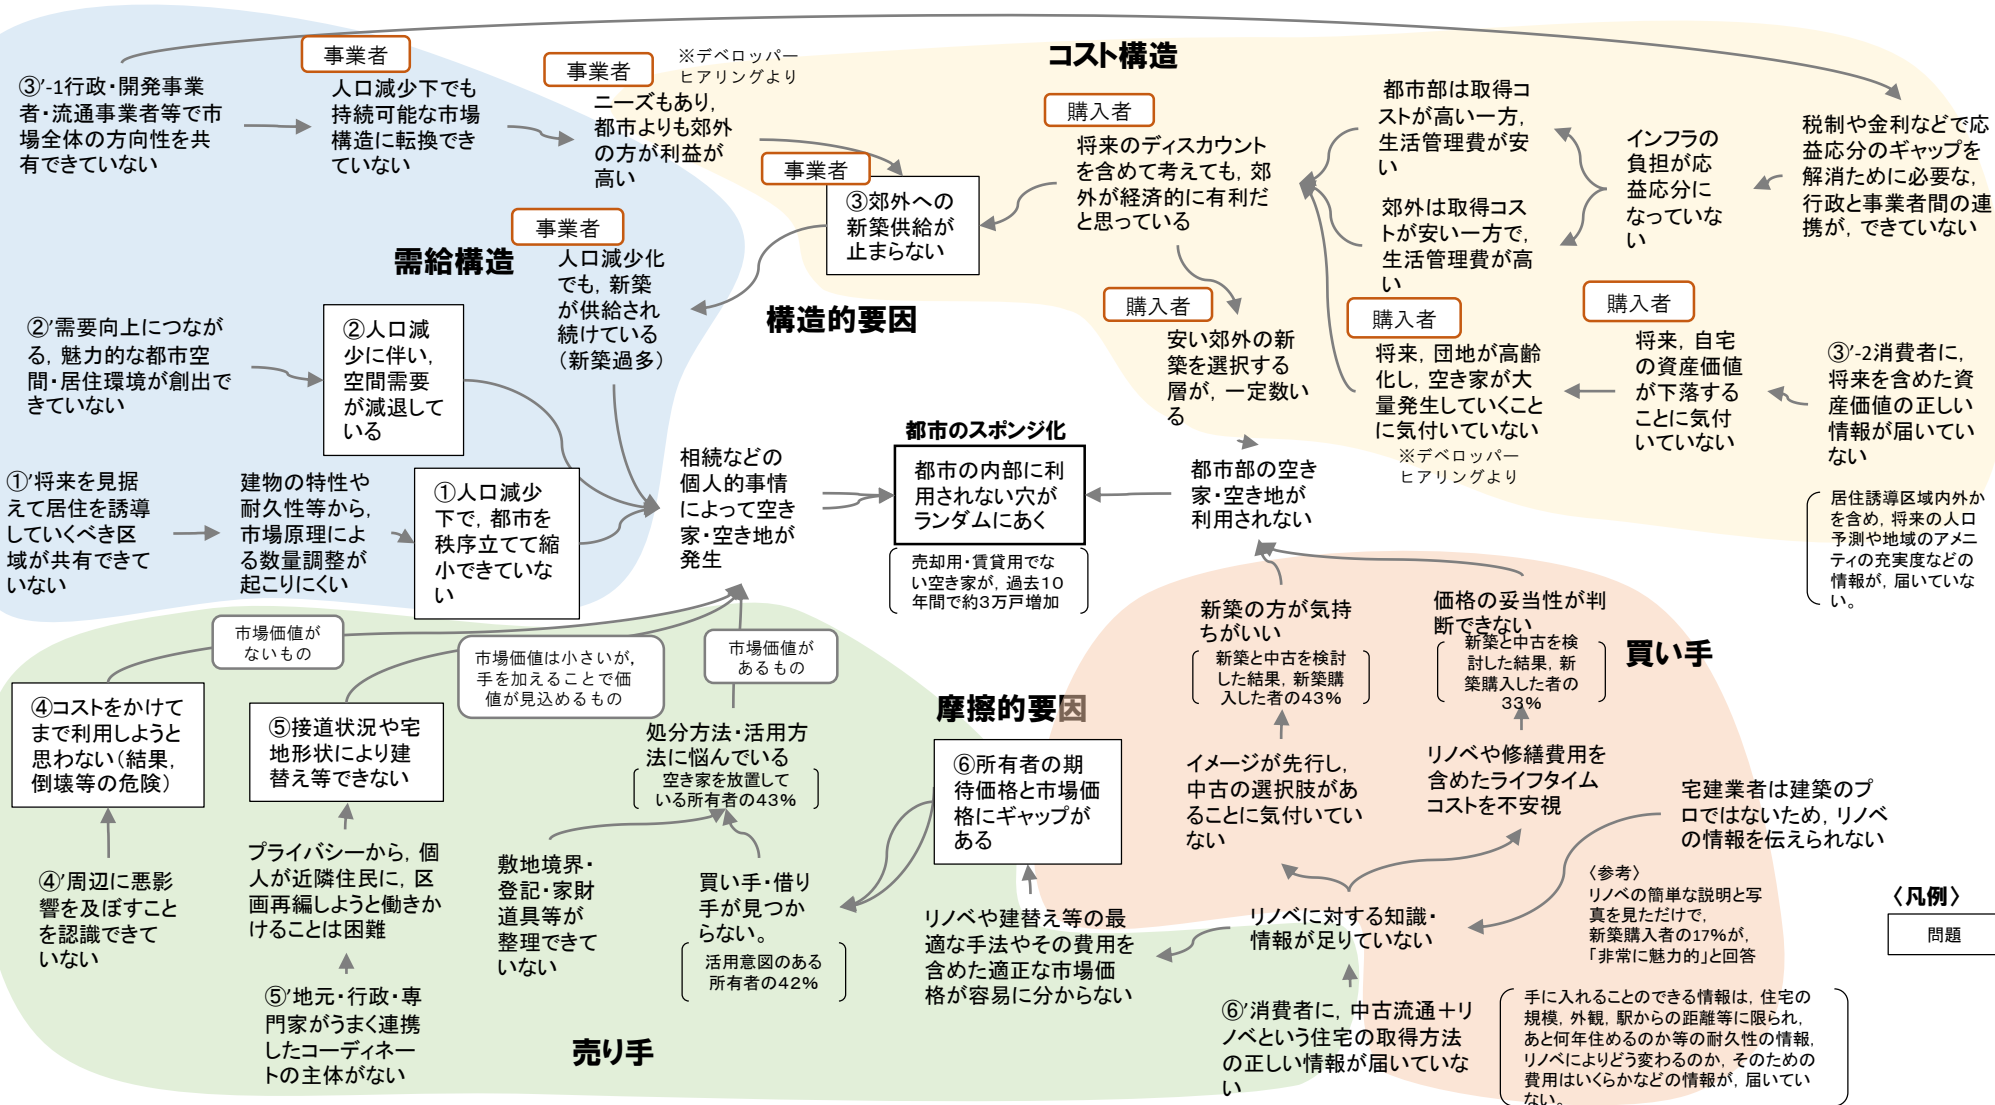 コスト構造
事業者
③’-1行政・開発事業
者・流通事業者等で市
場全体の方向性を共
有できていない
人口減少下でも
持続可能な市場
構造に転換でき
ていない
事業者
※デベロッパー
ヒアリングより
ニーズもあり,
都市よりも郊外
の方が利益が
高い
事業者
③郊外への
新築供給が
止まらない
購入者
将来のディスカウント
を含めて考えても, 郊
外が経済的に有利だ
と思っている
都市部は取得コ
ストが高い一方,
生活管理費が安
い
郊外は取得コス
トが安い一方で,
生活管理費が高
い
インフラの
負担が応
益応分に
なっていな
い
税制や金利などで応
益応分のギャップを
解消ために必要な,
行政と事業者間の連
携が, できていない
需給構造
事業者
人口減少化
でも, 新築
が供給され
続けている
(新築過多)
構造的要因
②’需要向上につなが
る, 魅力的な都市空
間・居住環境が創出で
きていない
②人口減
少に伴い,
空間需要
が減退して
いる
購入者
安い郊外の新
築を選択する
層が, 一定数い
る
購入者
将来, 団地が高齢
化し, 空き家が大
量発生していくこと
に気付いていない
※デベロッパー
ヒアリングより
購入者
将来, 自宅
の資産価値
が下落する
ことに気付
いていない
③’-2消費者に,
将来を含めた資
産価値の正しい
情報が届いてい
ない
居住誘導区域内外か
を含め, 将来の人口
予測や地域のアメニ
ティの充実度などの
情報が, 届いていな
い。
①’将来を見据
えて居住を誘導
していくべき区
域が共有できて
いない
建物の特性や
耐久性等から,
市場原理によ
る数量調整が
起こりにくい
①人口減少
下で, 都市を
秩序立てて縮
小できていな
い
相続などの
個人的事情
によって空き
家・空き地が
発生
都市のスポンジ化
都市の内部に利
用されない穴が
ランダムにあく
売却用・賃貸用でな
い空き家が, 過去10
年間で約3万戸増加
都市部の空き
家・空き地が
利用されない
市場価値が
ないもの
市場価値は小さいが,
手を加えることで価
値が見込めるもの
市場価値が
あるもの
④コストをかけて
まで利用しようと
思わない(結果,
倒壊等の危険)
⑤接道状況や宅
地形状により建
替え等できない
処分方法・活用方
法に悩んでいる
空き家を放置して
いる所有者の43%
摩擦的要因
⑥所有者の期
待価格と市場価
格にギャップが
ある
新築の方が気持
ちがいい
新築と中古を検討
した結果, 新築購
入した者の43%
価格の妥当性が判
断できない
新築と中古を検
討した結果, 新
築購入した者の
33%
買い手
イメージが先行し,
中古の選択肢があ
ることに気付いてい
ない
リノベや修繕費用を
含めたライフタイム
コストを不安視
宅建業者は建築のプ
ロではないため, リノベ
の情報を伝えられない
④’周辺に悪影
響を及ぼすこと
を認識できて
いない
プライバシーから, 個
人が近隣住民に, 区
画再編しようと働きか
けることは困難
⑤’地元・行政・専
門家がうまく連携
したコーディネー
トの主体がない
敷地境界・
登記・家財
道具等が
整理できて
いない
買い手・借り
手が見つか
らない。
活用意図のある
所有者の42%
売り手
リノベや建替え等の最
適な手法やその費用を
含めた適正な市場価
格が容易に分からない
リノベに対する知識・
情報が足りていない
〈参考〉
リノベの簡単な説明と写
真を見ただけで,
新築購入者の17%が,
「非常に魅力的」と回答
⑥’消費者に, 中古流通+リ
ノベという住宅の取得方法
の正しい情報が届いていな
い
手に入れることのできる情報は, 住宅の
規模, 外観, 駅からの距離等に限られ,
あと何年住めるのか等の耐久性の情報,
リノベによりどう変わるのか, そのための
費用はいくらかなどの情報が, 届いてい
ない。
〈凡例〉
問題